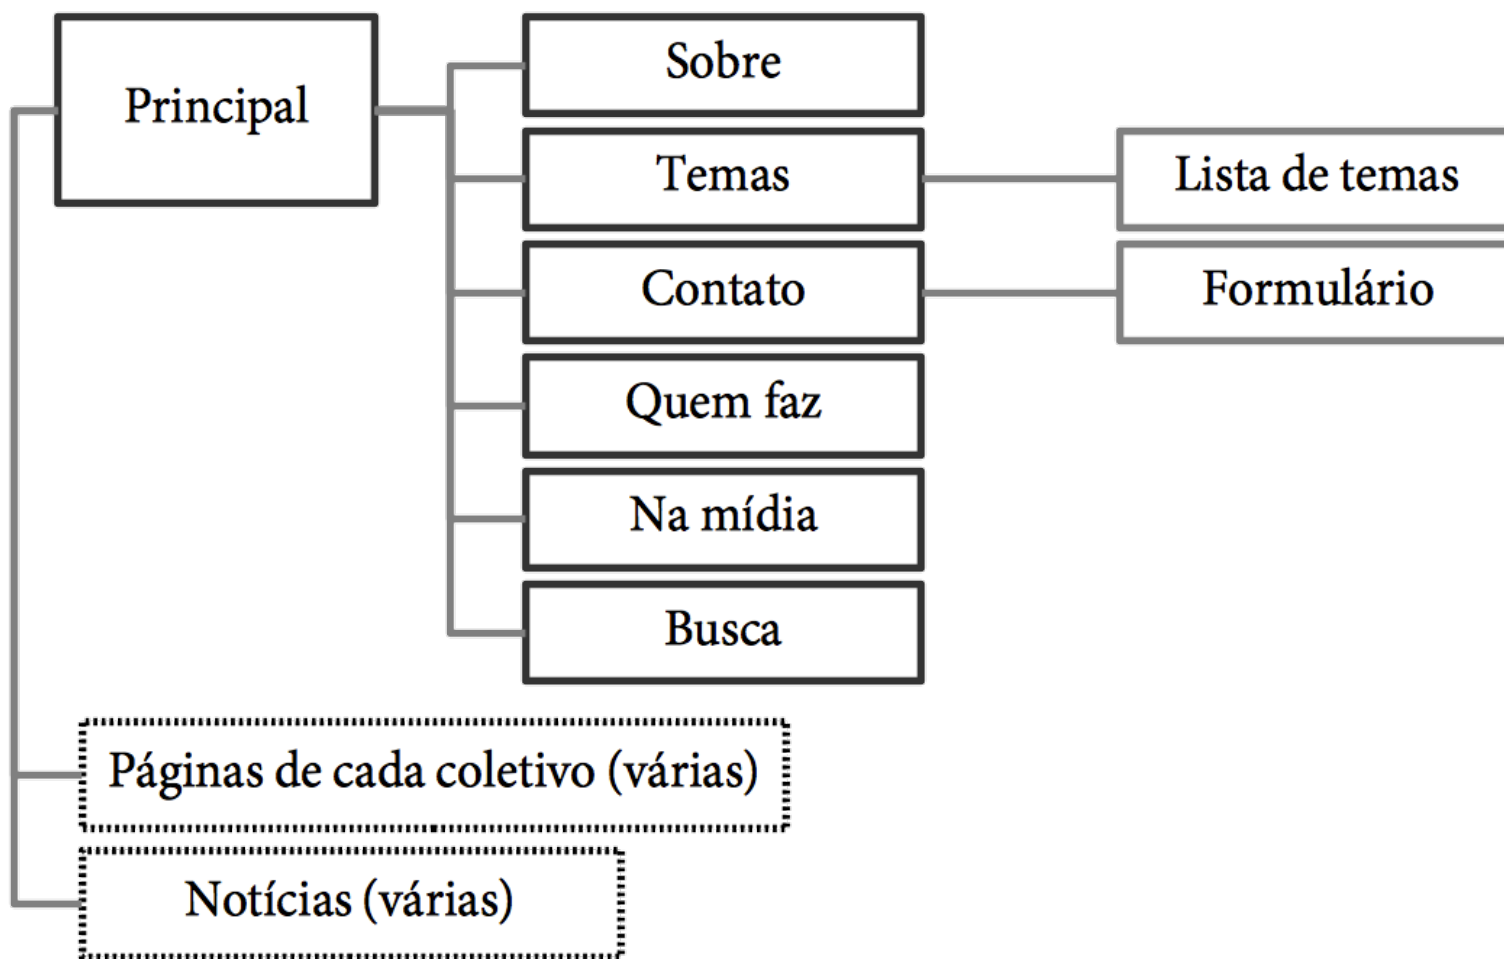 Principal
Sobre
Temas
Lista de temas
Contato
Formulário
Quem faz
Na mídia
Busca
Páginas de cada coletivo (várias)
Notícias (várias)